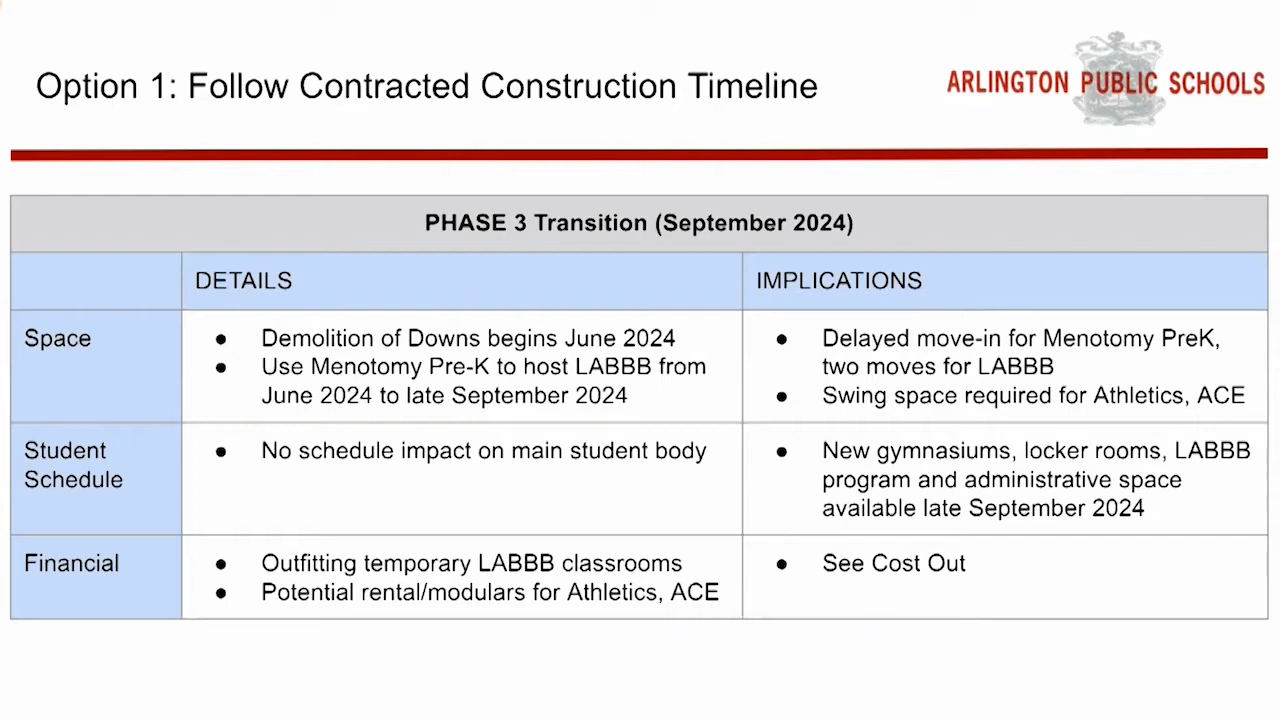 Option 1: Follow Contracted Construction Timeline
ARLINGTON PUBLIC SCHOOLS
PHASE 3 Transition (September 2024)
DETAILS
IMPLICATIONS
Space
● Demolition of Downs begins June 2024
● Use Menotomy Pre-K to host LABBB from
June 2024 to late September 2024
● Delayed move-in for Menotomy PreK,
two moves for LABBB
● Swing space required for Athletics, ACE
Student
Schedule
● No schedule impact on main student body
● New gymnasiums, locker rooms, LABBB
program and administrative space
available late September 2024
Financial
● Outfitting temporary LABBB classrooms
● Potential rental/modulars for Athletics, ACE
● See Cost Out